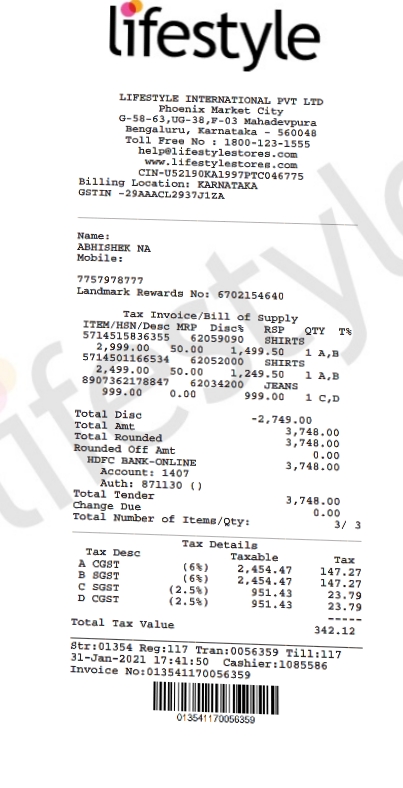 lifestyle
LIFESTYLE INTERNATIONAL PVT LTD
Phoenix Market City
G-58-63,UG-38,F-03 Mahadevpura
Bengaluru, Karnataka - 560048
Toll Free No : 1800-123-1555
help@lifestylestores.com
www.lifestylestores.com
CIN-U52190KA1997PTC046775
Billing Location: KARNATAKA
GSTIN -29AAACL2937J1ZA
Name:
ABHISHEK NA
Mobile:
7757978777
Landmark Rewards No: 6702154640
Tax Invoice/Bill of Supply
ITEM/HSN/Desc MRP Disc% RSP QTY T%
5714515836355 62059090 SHIRTS
2,999.00 50.00 1,499.50 1 A,B
5714501166534 62052000 SHIRTS
2,499.00 50.00 1,249.50 1 A,B
8907362178847 62034200 JEANS
999.00 0.00 999.00 1 C,D
Total Disc -2,749.00
Total Amt 3,748.00
Total Rounded 3,748.00
Rounded Off Amt 0.00
HDFC BANK-ONLINE 3,748.00
Account: 1407
Auth: 871130 ()
Total Tender 3,748.00
Change Due 0.00
Total Number of Items/Qty: 3/ 3
Tax Details
Tax Desc Taxable Tax
A CGST (6%) 2,454.47 147.27
B SGST (6%) 2,454.47 147.27
C SGST (2.5%) 951.43 23.79
D CGST (2.5%) 951.43 23.79
-----
Total Tax Value 342.12
Str:01354 Reg:117 Tran:0056359 Till:117
31-Jan-2021 17:41:50 Cashier:1085586
Invoice No:013541170056359
013541170056359